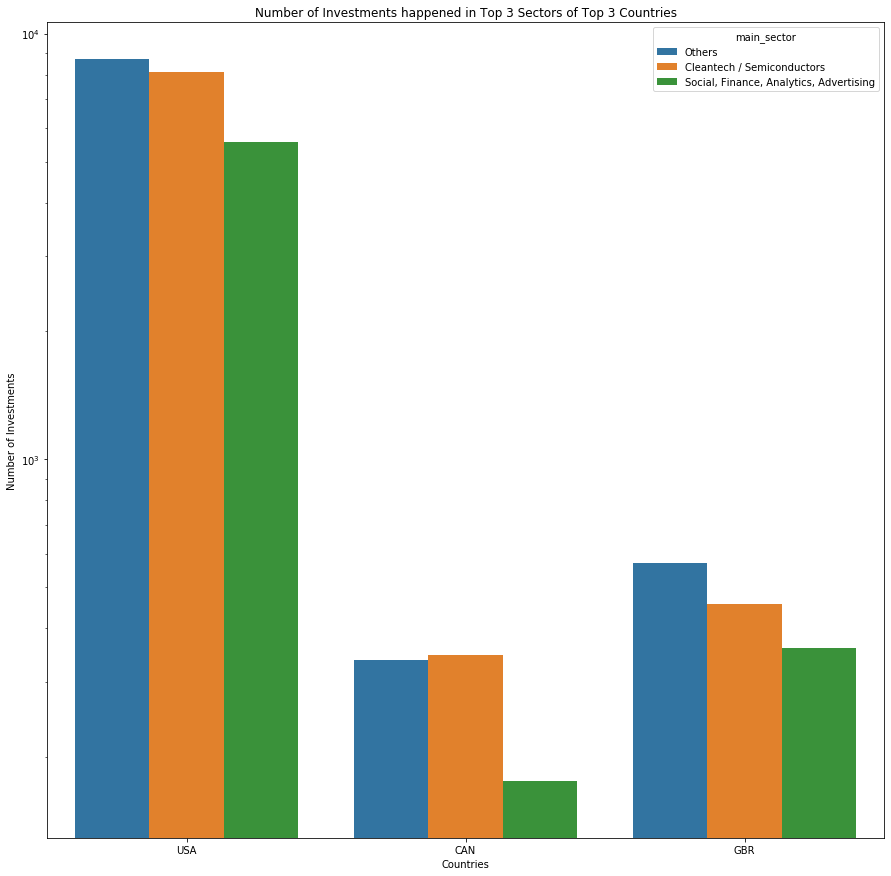 Number of Investments happened in Top 3 Sectors of Top 3 Countries
main_sector
Others
Cleantech / Semiconductors
Social, Finance, Analytics, Advertising
10⁴
10³
Number of Investments
USA
CAN
GBR
Countries